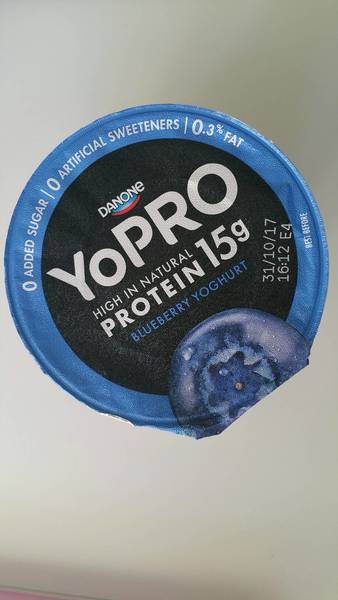 0 ADDED SUGAR | 0 ARTIFICIAL SWEETENERS | 0.3% FAT
DANONE
YoPRO
HIGH IN NATURAL
PROTEIN 15g
BLUEBERRY YOGHURT
31/10/17
16:12 E4
BEST BEFORE